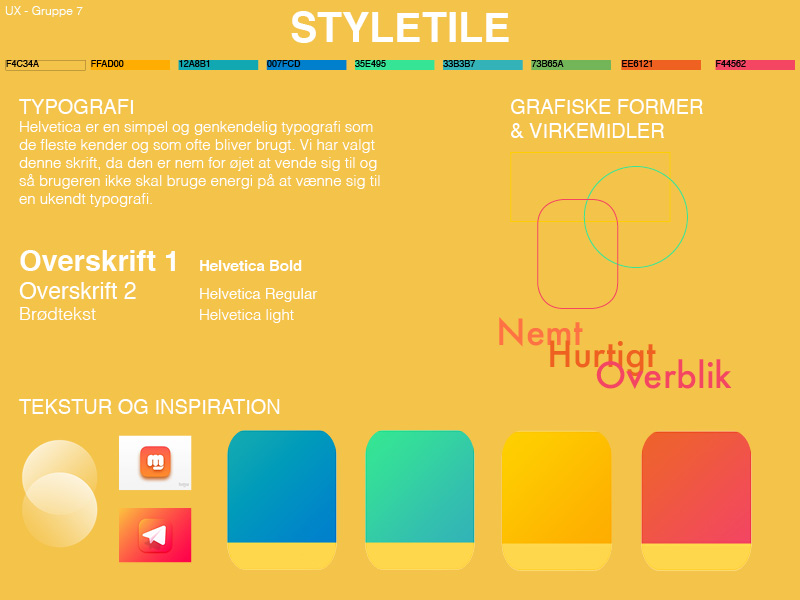 UX - Gruppe 7
STYLETILE
F4C34A FFAD00 12A8B1 007FCD 35E495 33B3B7 73B65A EE6121 F44562
TYPOGRAFI
Helvetica er en simpel og genkendelig typografi som
de fleste kender og som ofte bliver brugt. Vi har valgt
denne skrift, da den er nem for øjet at vende sig til og
så brugeren ikke skal bruge energi på at vænne sig til
en ukendt typografi.
GRAFISKE FORMER
& VIRKEMIDLER
Overskrift 1 Helvetica Bold
Overskrift 2 Helvetica Regular
Brødtekst Helvetica light
Nemt
Hurtigt
Overblik
TEKSTUR OG INSPIRATION